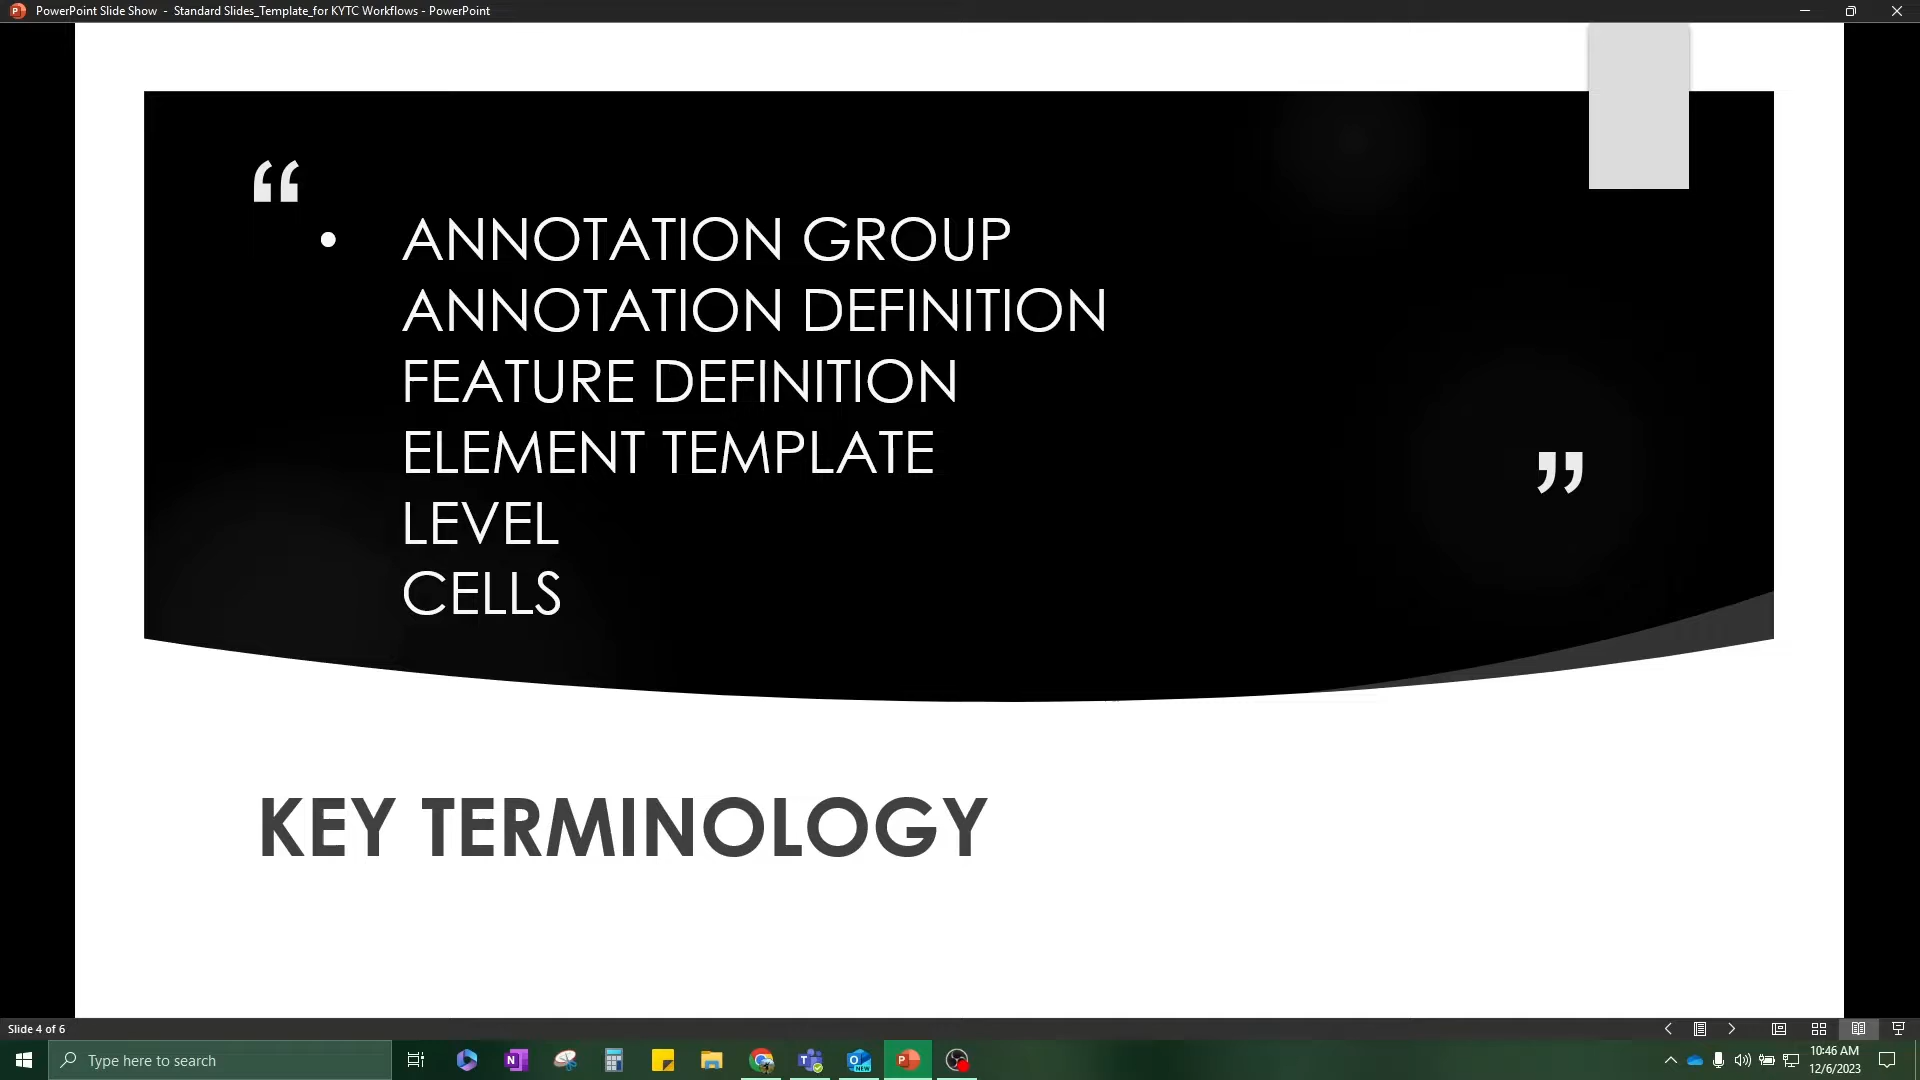 PowerPoint Slide Show - Standard Slides_Template_for KYTC Workflows - PowerPoint
“
• ANNOTATION GROUP
ANNOTATION DEFINITION
FEATURE DEFINITION
ELEMENT TEMPLATE
LEVEL
CELLS
”
KEY TERMINOLOGY
Slide 4 of 6
Type here to search
10:46 AM
12/6/2023